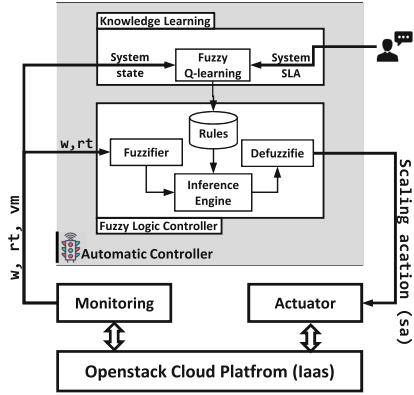 Knowledge Learning
System
state
Fuzzy
Q-learning
System
SLA
w,rt
Rules
Fuzzifier
Defuzzifie
Inference
Engine
Fuzzy Logic Controller
Automatic Controller
w, rt, vm
Scaling acation (sa)
Monitoring
Actuator
Openstack Cloud Platfrom (Iaas)